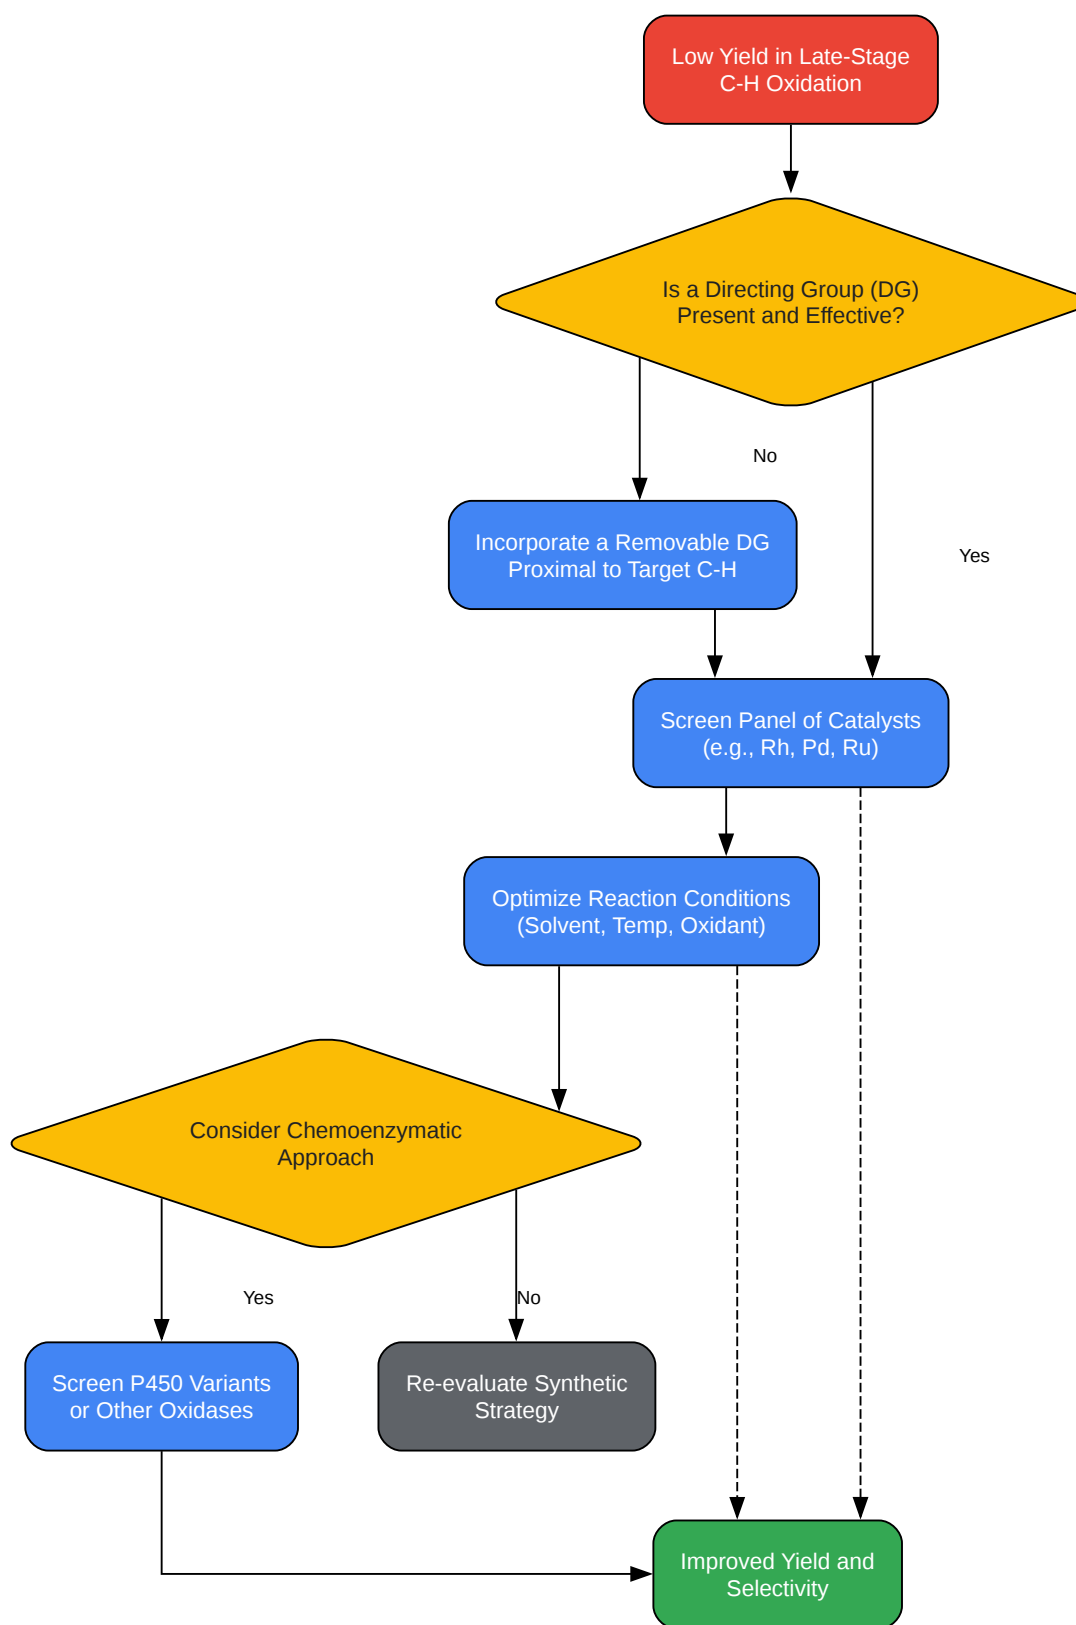 Low Yield in Late-Stage
C-H Oxidation
Is a Directing Group (DG)
Present and Effective?
No
Yes
Incorporate a Removable DG
Proximal to Target C-H
Screen Panel of Catalysts
(e.g., Rh, Pd, Ru)
Optimize Reaction Conditions
(Solvent, Temp, Oxidant)
Consider Chemoenzymatic
Approach
Yes
No
Screen P450 Variants
or Other Oxidases
Re-evaluate Synthetic
Strategy
Improved Yield and
Selectivity